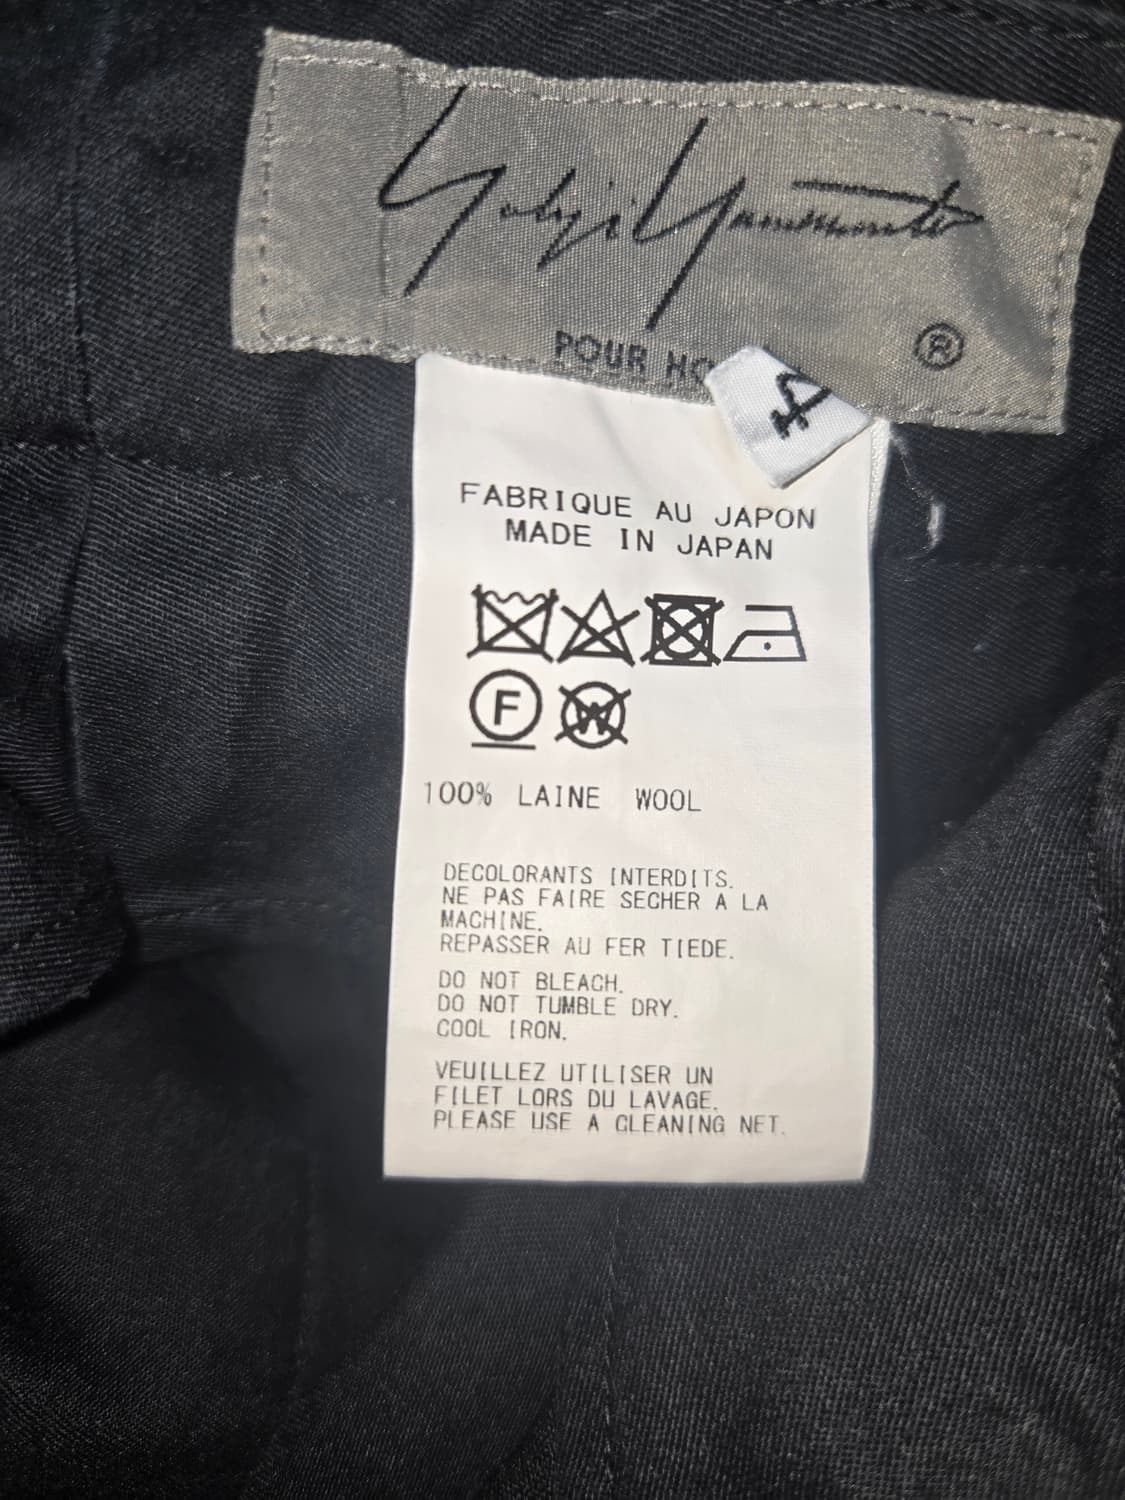 Yohji Yamamoto
POUR HO
®
4
FABRIQUE AU JAPON
MADE IN JAPAN
F
W
100% LAINE WOOL
DECOLORANTS INTERDITS.
NE PAS FAIRE SECHER A LA
MACHINE.
REPASSER AU FER TIEDE.
DO NOT BLEACH.
DO NOT TUMBLE DRY.
COOL IRON.
VEUILLEZ UTILISER UN
FILET LORS DU LAVAGE.
PLEASE USE A CLEANING NET.